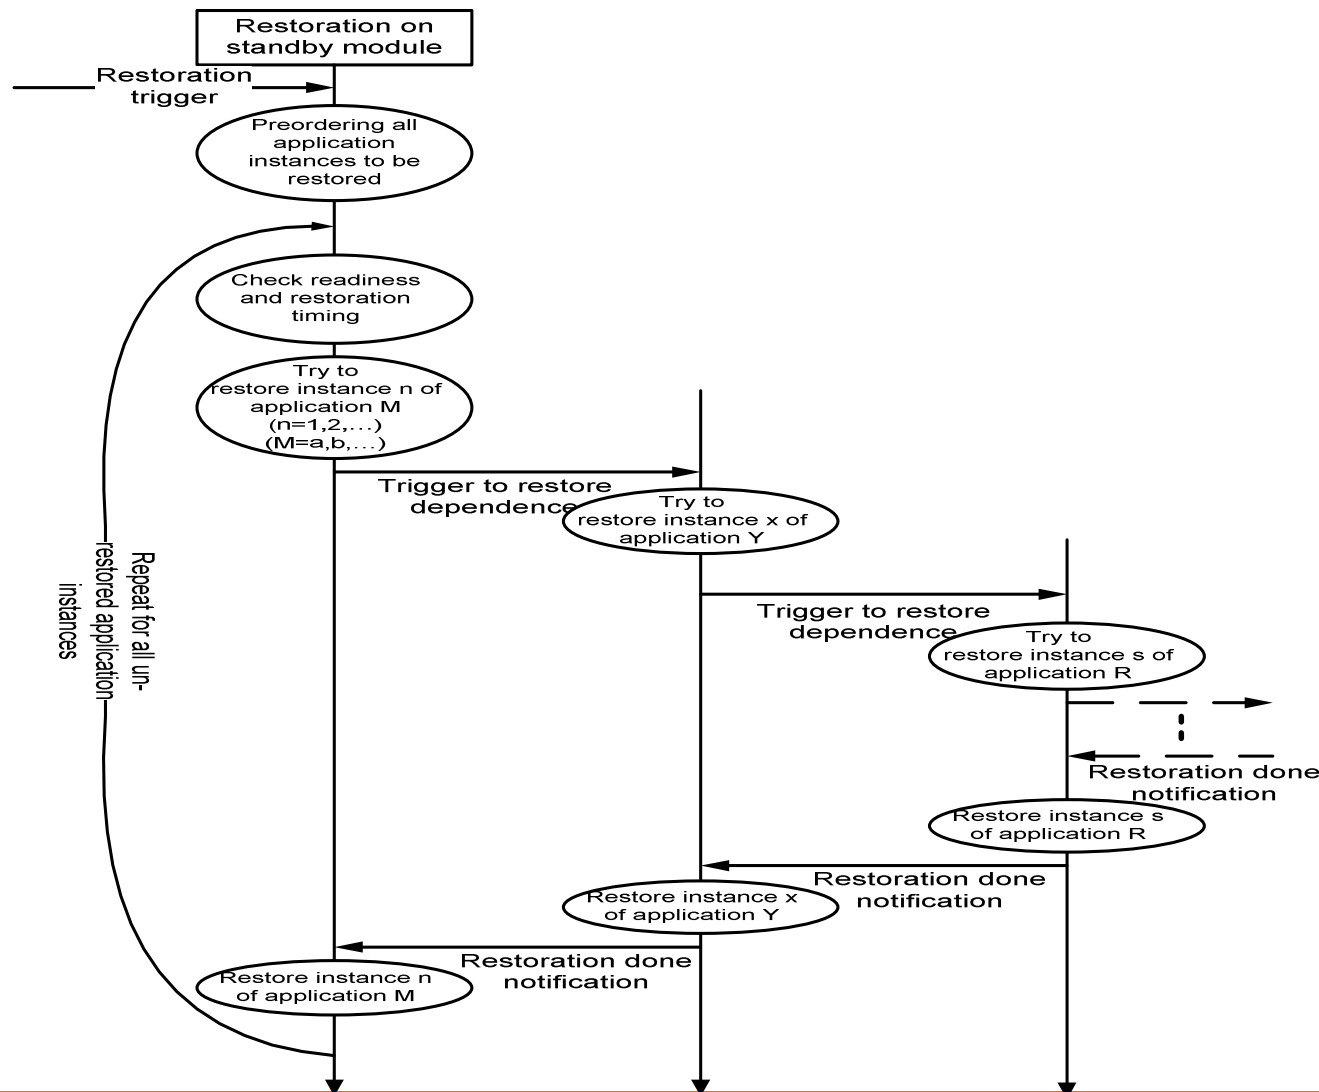 Restoration on
standby module
Restoration
trigger
Preordering all
application
instances to be
restored
Check readiness
and restoration
timing
Try to
restore instance n of
application M
(n=1,2,...)
(M=a,b,...)
Trigger to restore
dependence
Try to
restore instance x of
application Y
Trigger to restore
dependence
Try to
restore instance s of
application R
Repeat for all un-
restored application
instances
Restoration done
notification
Restore instance s
of application R
Restoration done
notification
Restore instance x
of application Y
Restoration done
notification
Restore instance n
of application M